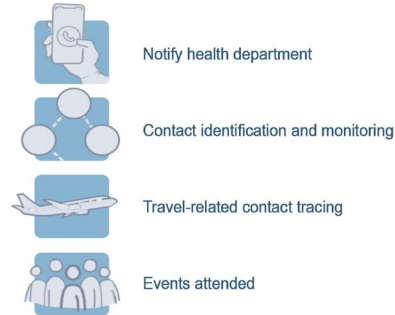 Notify health department
Contact identification and monitoring
Travel-related contact tracing
Events attended